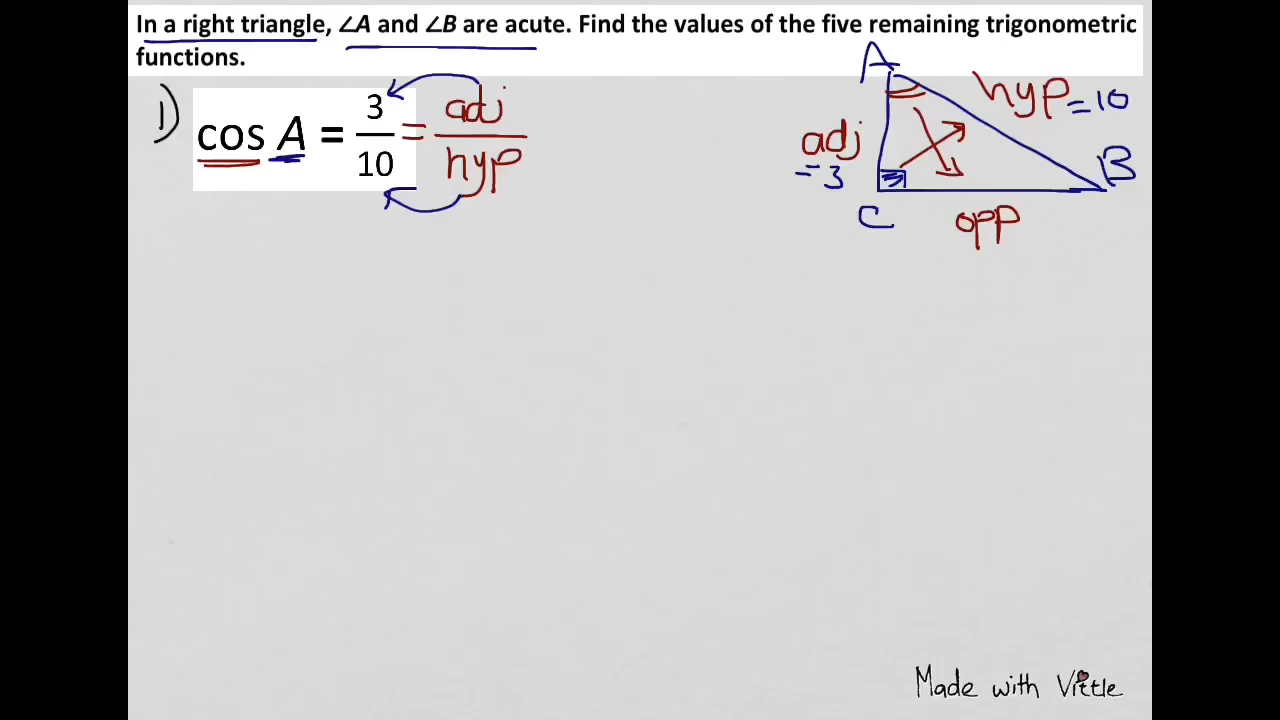 In a right triangle, ∠A and ∠B are acute. Find the values of the five remaining trigonometric
functions.
1)
cos A = 3/10 = adj/hyp
A
hyp = 10
adj
= 3
B
C
opp
Made with Vittle